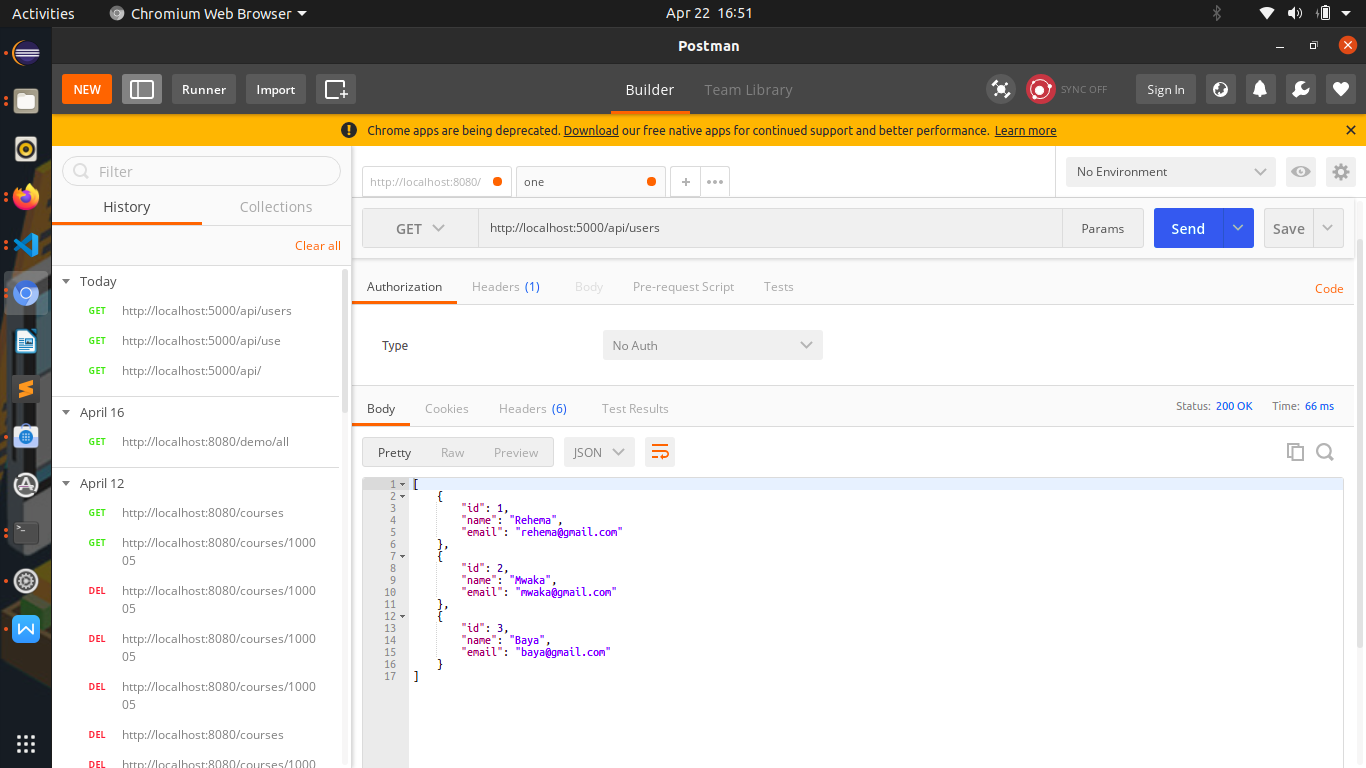 Activities
Chromium Web Browser
Apr 22 16:51
Postman
NEW
Runner
Import
Builder
Team Library
SYNC OFF
Sign In
Chrome apps are being deprecated. Download our free native apps for continued support and better performance. Learn more
Filter
History
Collections
Clear all
Today
GET http://localhost:5000/api/users
GET http://localhost:5000/api/use
GET http://localhost:5000/api/
April 16
GET http://localhost:8080/demo/all
April 12
GET http://localhost:8080/courses
GET http://localhost:8080/courses/100
05
DEL http://localhost:8080/courses/100
05
DEL http://localhost:8080/courses/100
05
DEL http://localhost:8080/courses/100
05
DEL http://localhost:8080/courses
DEL http://localhost:8080/courses/100
http://localhost:8080/
one
No Environment
GET
http://localhost:5000/api/users
Params
Send
Save
Authorization
Headers (1)
Body
Pre-request Script
Tests
Code
Type
No Auth
Body
Cookies
Headers (6)
Test Results
Status: 200 OK
Time: 66 ms
Pretty
Raw
Preview
JSON
1 [
2 {
3 "id": 1,
4 "name": "Rehema",
5 "email": "rehema@gmail.com"
6 },
7 {
8 "id": 2,
9 "name": "Mwaka",
10 "email": "mwaka@gmail.com"
11 },
12 {
13 "id": 3,
14 "name": "Baya",
15 "email": "baya@gmail.com"
16 }
17 ]